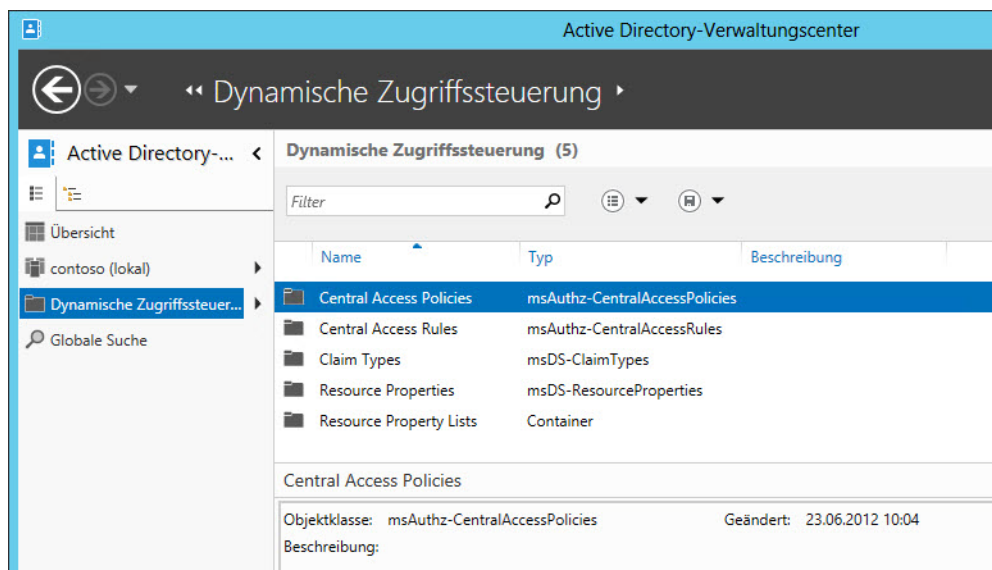 Active Directory-Verwaltungscenter
Dynamische Zugriffssteuerung
Active Directory-...
Übersicht
contoso (lokal)
Dynamische Zugriffssteuer...
Globale Suche
Dynamische Zugriffssteuerung (5)
Filter
Name Typ Beschreibung
Central Access Policies msAuthz-CentralAccessPolicies
Central Access Rules msAuthz-CentralAccessRules
Claim Types msDS-ClaimTypes
Resource Properties msDS-ResourceProperties
Resource Property Lists Container
Central Access Policies
Objektklasse: msAuthz-CentralAccessPolicies Geändert: 23.06.2012 10:04
Beschreibung: